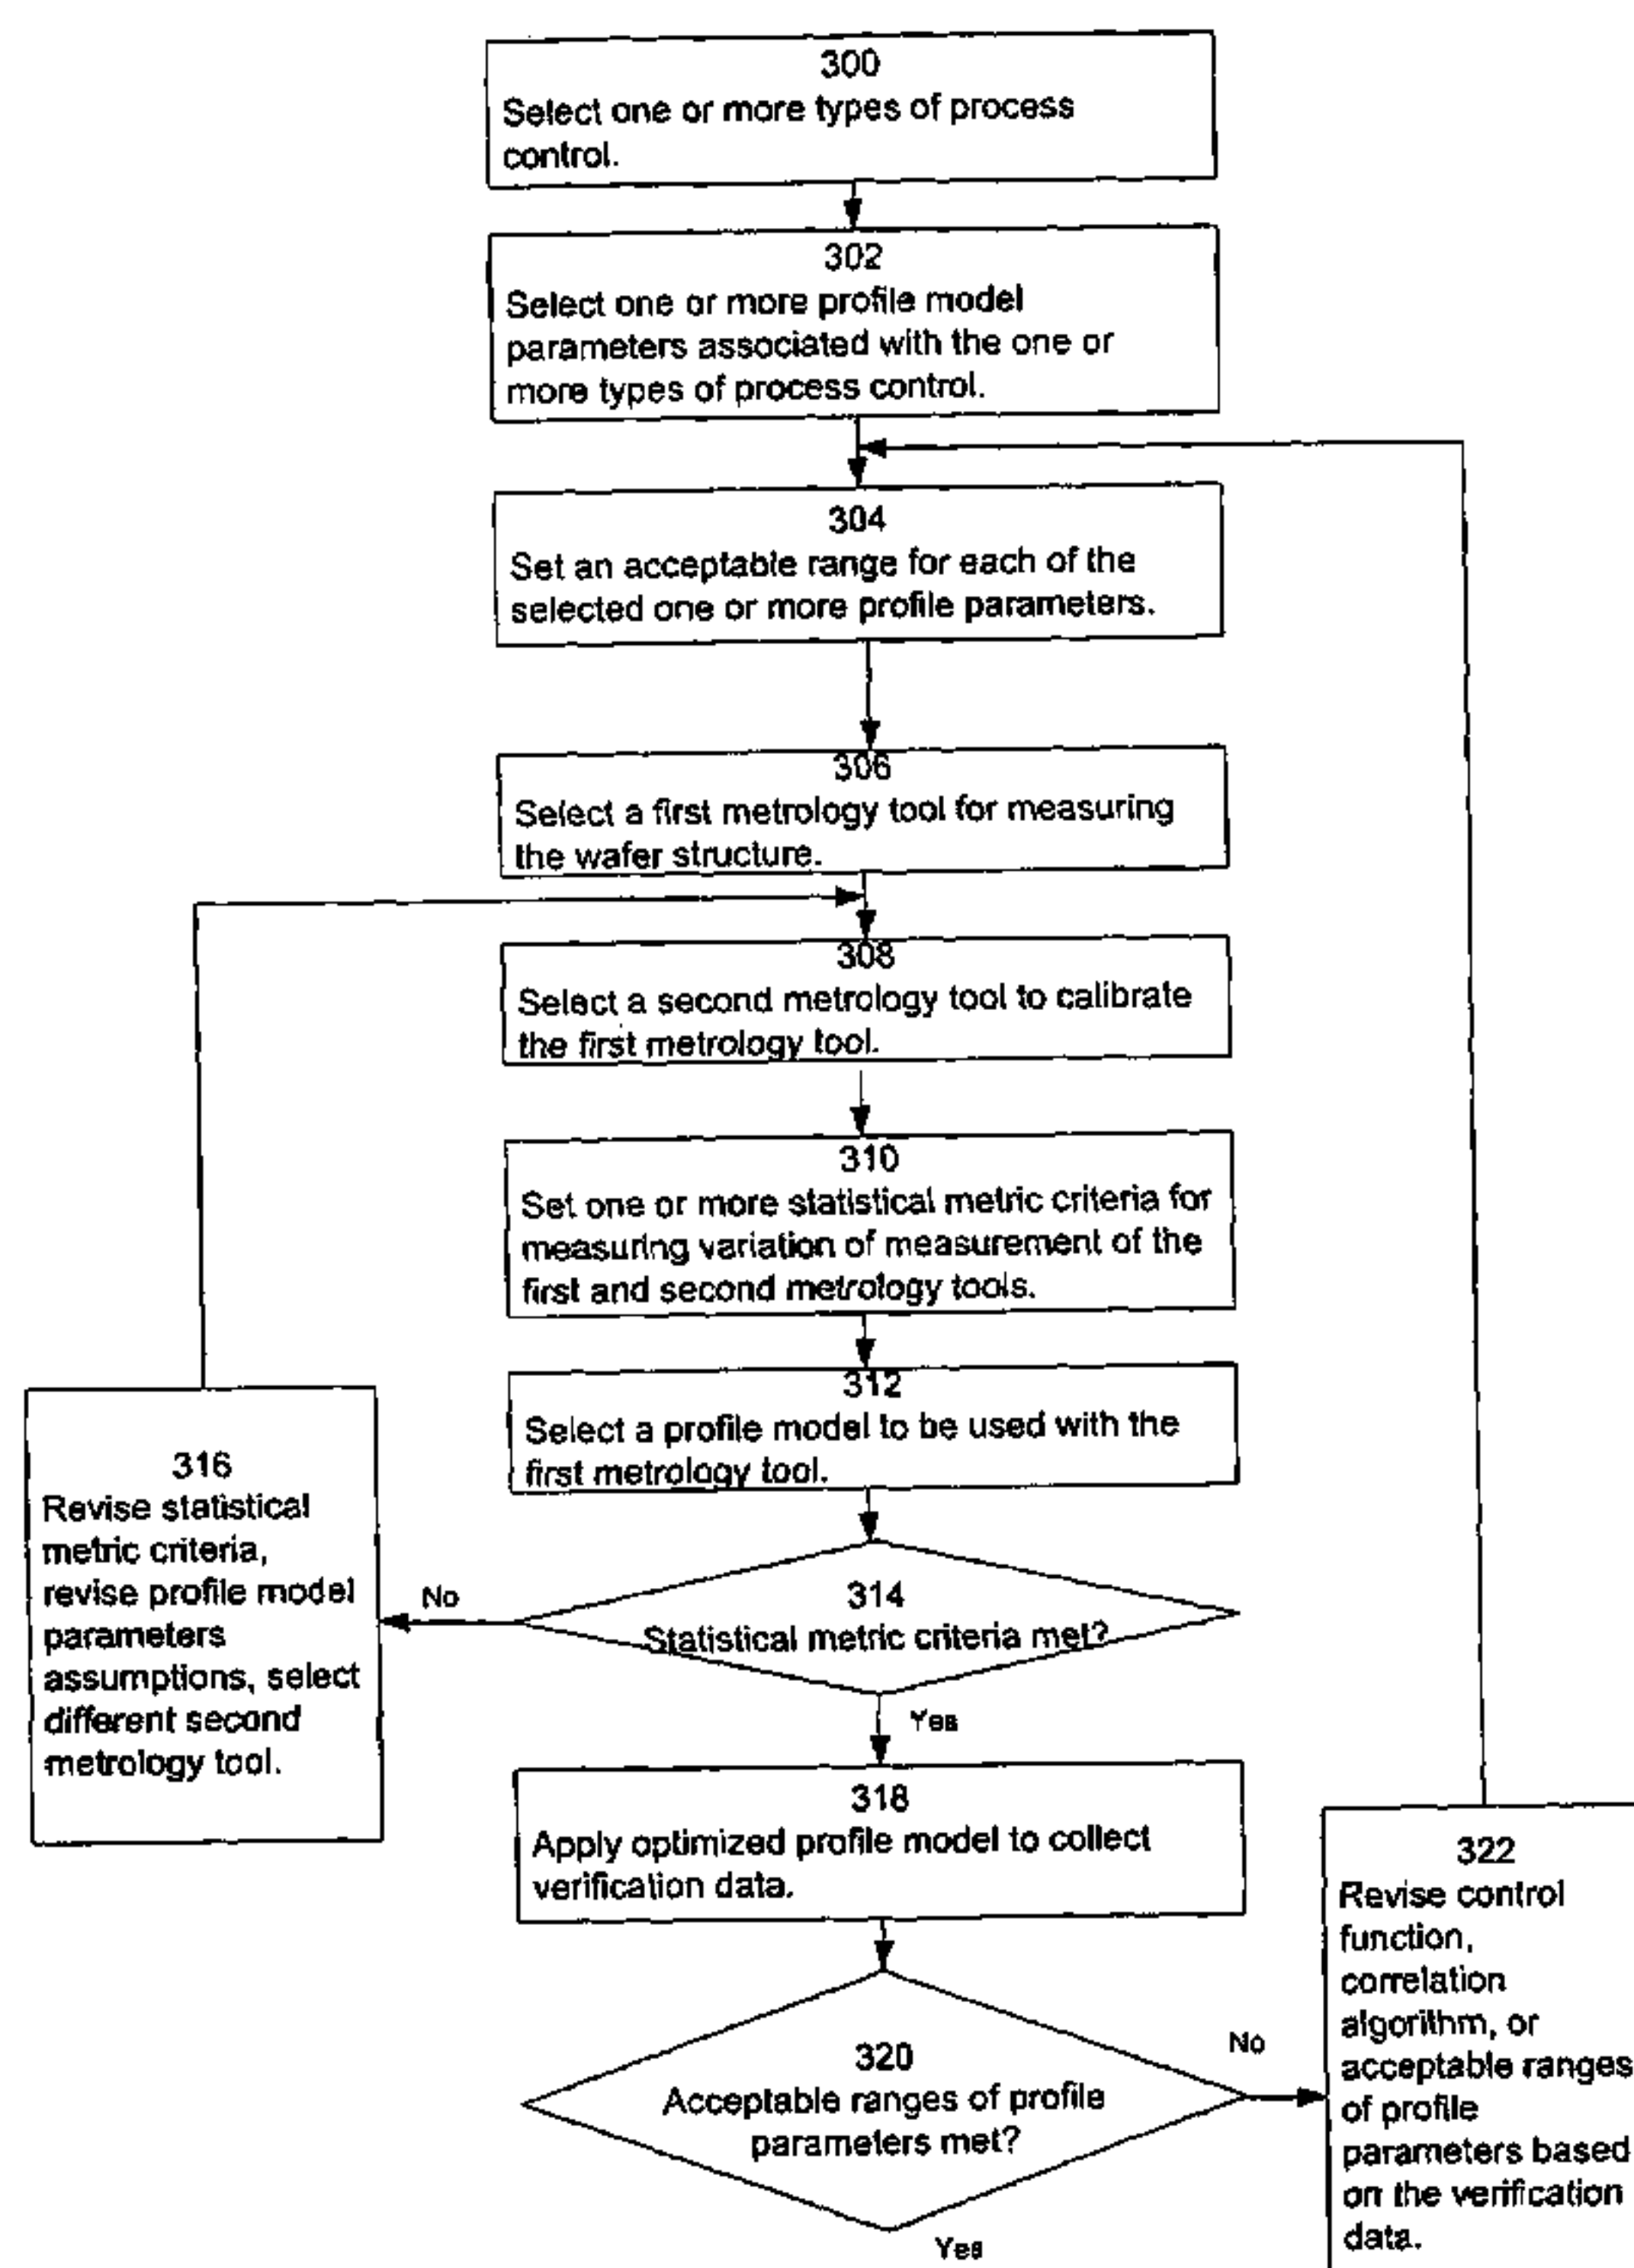 300
Select one or more types of process
control.
302
Select one or more profile model
parameters associated with the one or
more types of process control.
304
Set an acceptable range for each of the
selected one or more profile parameters.
306
Select a first metrology tool for measuring
the wafer structure.
308
Select a second metrology tool to calibrate
the first metrology tool.
310
Set one or more statistical metric criteria for
measuring variation of measurement of the
first and second metrology tools.
312
Select a profile model to be used with the
first metrology tool.
314
Statistical metric criteria met?
No
316
Revise statistical
metric criteria,
revise profile model
parameters
assumptions, select
different second
metrology tool.
Yes
318
Apply optimized profile model to collect
verification data.
320
Acceptable ranges of profile
parameters met?
No
322
Revise control
function,
correlation
algorithm, or
acceptable ranges
of profile
parameters based
on the verification
data.
Yes